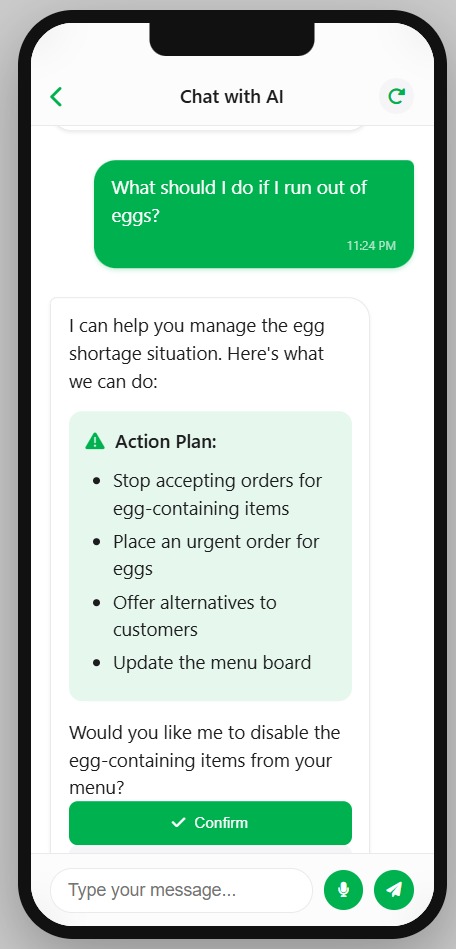 Chat with AI
What should I do if I run out of
eggs?
11:24 PM
I can help you manage the egg
shortage situation. Here's what
we can do:
Action Plan:
• Stop accepting orders for
egg-containing items
• Place an urgent order for
eggs
• Offer alternatives to
customers
• Update the menu board
Would you like me to disable the
egg-containing items from your
menu?
Confirm
Type your message...